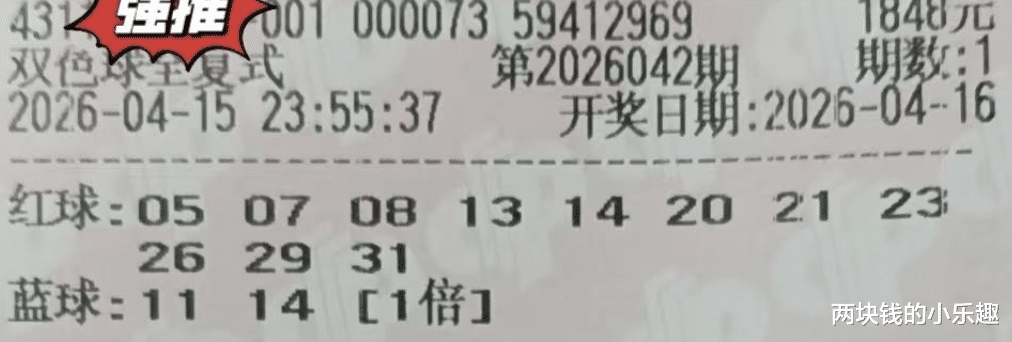 强推
431 001 000073 59412969 1848元
双色球全复式 第2026042期 期数:1
2026-04-15 23:55:37 开奖日期:2026-04-16
红球:05 07 08 13 14 20 21 23
26 29 31
蓝球:11 14 [1倍]
两块钱的小乐趣